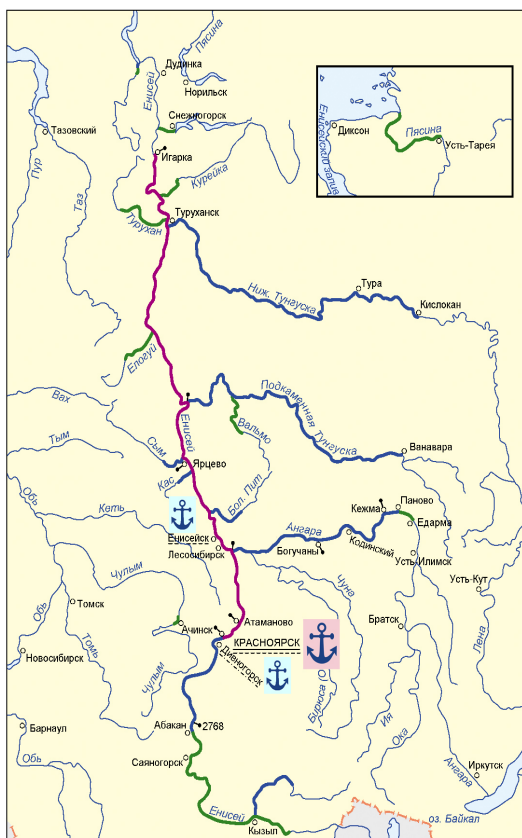 Пясина
Дудинка
Енисей
Норильск
Снежногорск
Тазовский
Игарка
Пур
Таз
Курейка
Турухан
Туруханск
Енисейский залив
Диксон
Пясина
Усть-Тарея
Ниж. Тунгуска
Тура
Кислокан
Елогуй
Вах
Енисей
Подкаменная
Тунгуска
Вальмо
Ванавара
Тым
Сым
Ярцево
Кас
Бол. Пит
Обь
Кеть
Енисейск
Лесосибирск
Ангара
Богучаны
Кежма
Паново
Едарма
Кодинский
Усть-Илимск
Чуна
Чулым
Обь
Томск
Томь
Ачинск
Атаманово
КРАСНОЯРСК
Дивногорск
Усть-Кут
Братск
Лена
Новосибирск
Чулым
Бирюса
Ия
Ока
Абакан
2768
Барнаул
Обь
Саяногорск
Енисей
Кызыл
Ангара
Иркутск
оз. Байкал